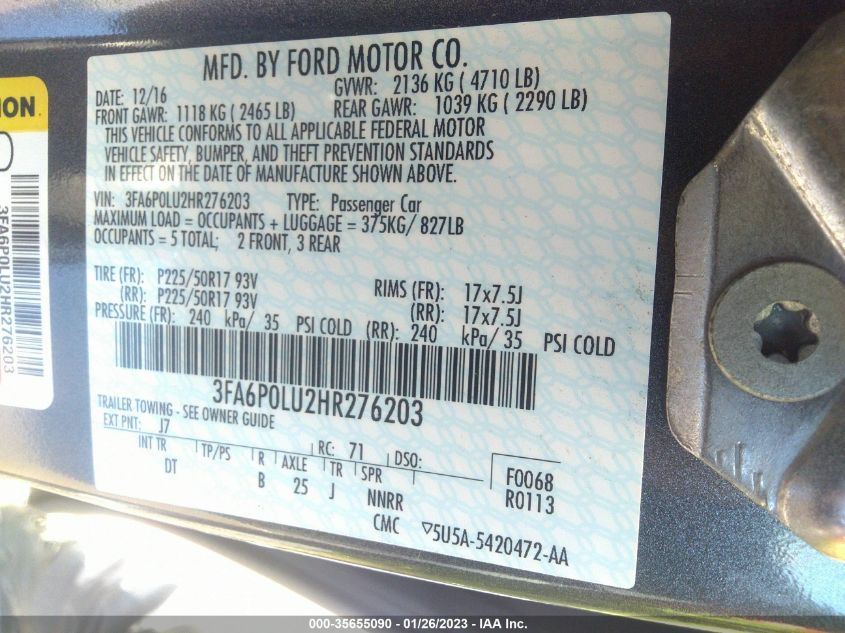 MFD. BY FORD MOTOR CO.
DATE: 12/16 GVWR: 2136 KG ( 4710 LB)
FRONT GAWR: 1118 KG ( 2465 LB) REAR GAWR: 1039 KG ( 2290 LB)
THIS VEHICLE CONFORMS TO ALL APPLICABLE FEDERAL MOTOR
VEHICLE SAFETY, BUMPER, AND THEFT PREVENTION STANDARDS
IN EFFECT ON THE DATE OF MANUFACTURE SHOWN ABOVE.
VIN: 3FA6P0LU2HR276203 TYPE: Passenger Car
MAXIMUM LOAD = OCCUPANTS + LUGGAGE = 375KG/ 827LB
OCCUPANTS = 5 TOTAL; 2 FRONT, 3 REAR
TIRE (FR): P225/50R17 93V RIMS (FR): 17x7.5J
(RR): P225/50R17 93V (RR): 17x7.5J
PRESSURE (FR): 240 kPa/ 35 PSI COLD (RR): 240 kPa/ 35 PSI COLD
3FA6P0LU2HR276203
TRAILER TOWING - SEE OWNER GUIDE
EXT PNT: J7 RC: 71 DSO:
INT TR TP/PS R AXLE TR SPR F0068
DT B 25 J NNRR R0113
CMC ▽5U5A-5420472-AA
ION
3FA6P0LU2HR276203
000-35655090 - 01/26/2023 - IAA Inc.